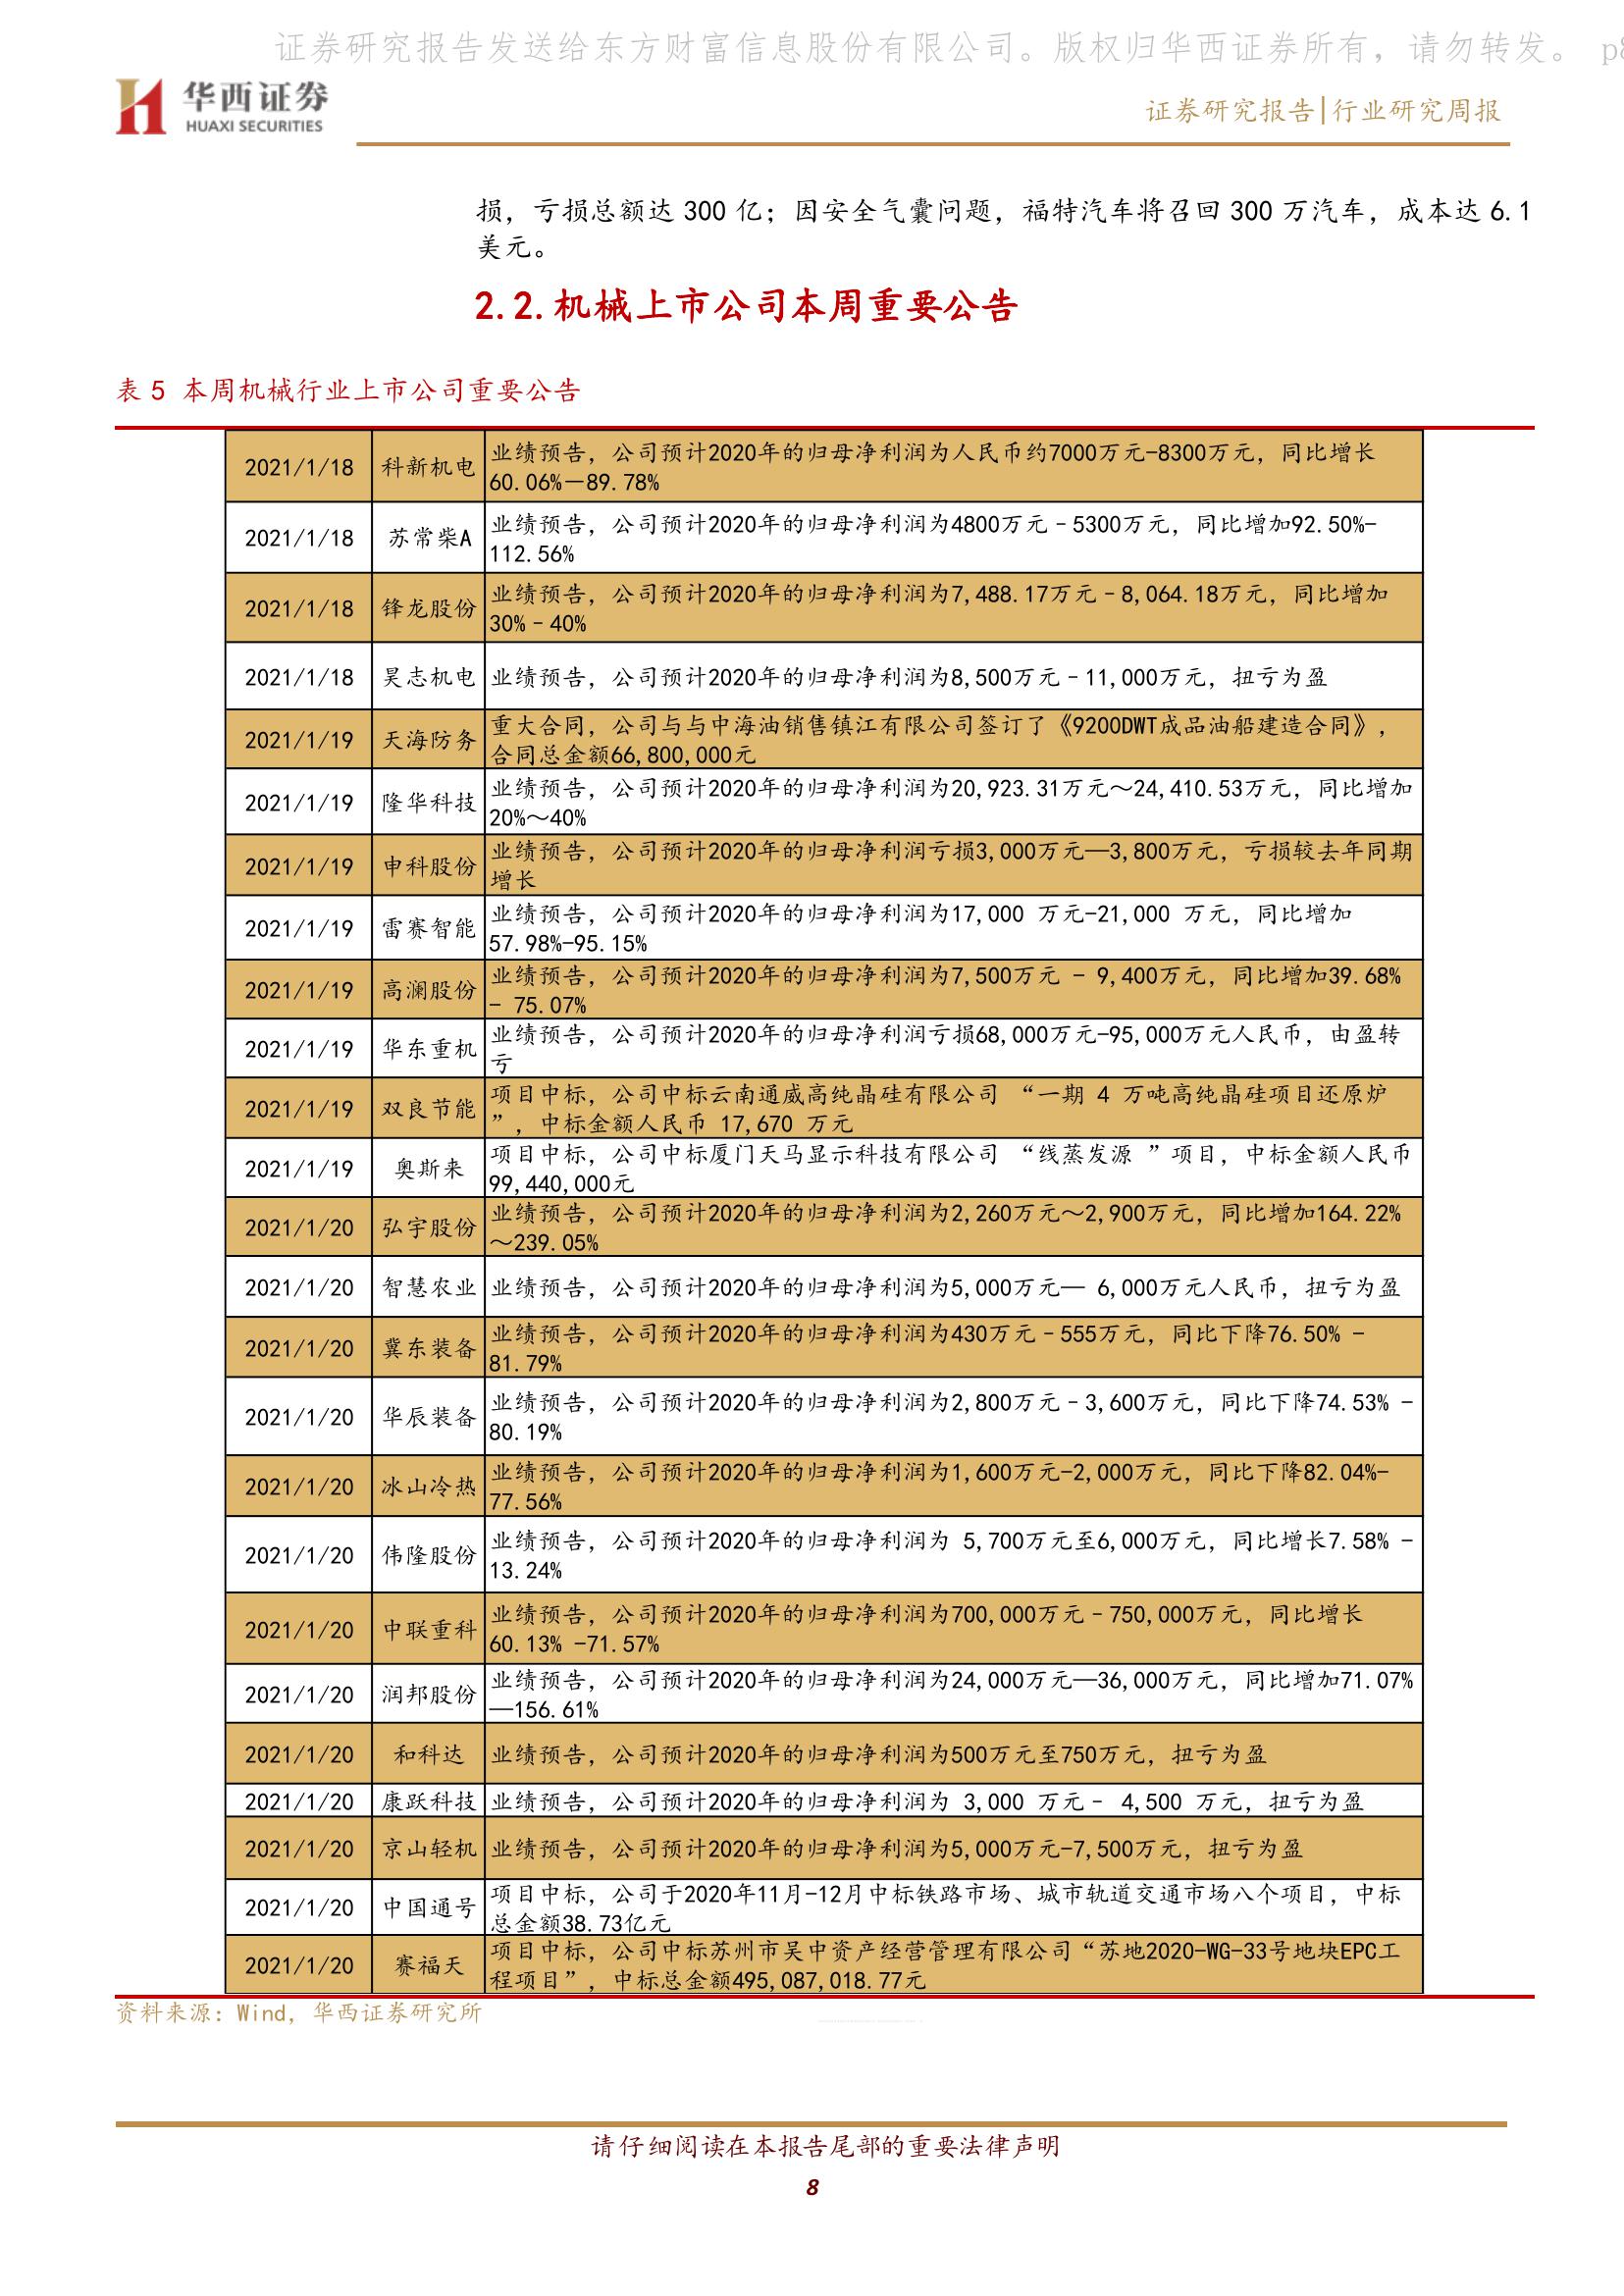 证券研究报告发送给东方财富信息股份有限公司。版权归华西证券所有，请勿转发。 p8
华西证券
HUAXI SECURITIES
证券研究报告|行业研究周报
损，亏损总额达 300 亿；因安全气囊问题，福特汽车将召回 300 万汽车，成本达 6.1
美元。
2.2.机械上市公司本周重要公告
表 5 本周机械行业上市公司重要公告
2021/1/18 科新机电 业绩预告，公司预计2020年的归母净利润为人民币约7000万元-8300万元，同比增长
60.06%—89.78%
2021/1/18 苏常柴A 业绩预告，公司预计2020年的归母净利润为4800万元–5300万元，同比增加92.50%-
112.56%
2021/1/18 锋龙股份 业绩预告，公司预计2020年的归母净利润为7,488.17万元–8,064.18万元，同比增加
30%–40%
2021/1/18 昊志机电 业绩预告，公司预计2020年的归母净利润为8,500万元–11,000万元，扭亏为盈
2021/1/19 天海防务 重大合同，公司与与中海油销售镇江有限公司签订了《9200DWT成品油船建造合同》，
合同总金额66,800,000元
2021/1/19 隆华科技 业绩预告，公司预计2020年的归母净利润为20,923.31万元～24,410.53万元，同比增加
20%～40%
2021/1/19 申科股份 业绩预告，公司预计2020年的归母净利润亏损3,000万元—3,800万元，亏损较去年同期
增长
2021/1/19 雷赛智能 业绩预告，公司预计2020年的归母净利润为17,000 万元-21,000 万元，同比增加
57.98%-95.15%
2021/1/19 高澜股份 业绩预告，公司预计2020年的归母净利润为7,500万元 - 9,400万元，同比增加39.68%
- 75.07%
2021/1/19 华东重机 业绩预告，公司预计2020年的归母净利润亏损68,000万元-95,000万元人民币，由盈转
亏
2021/1/19 双良节能 项目中标，公司中标云南通威高纯晶硅有限公司 “一期 4 万吨高纯晶硅项目还原炉
”，中标金额人民币 17,670 万元
2021/1/19 奥斯来 项目中标，公司中标厦门天马显示科技有限公司 “线蒸发源 ”项目，中标金额人民币
99,440,000元
2021/1/20 弘宇股份 业绩预告，公司预计2020年的归母净利润为2,260万元～2,900万元，同比增加164.22%
～239.05%
2021/1/20 智慧农业 业绩预告，公司预计2020年的归母净利润为5,000万元— 6,000万元人民币，扭亏为盈
2021/1/20 冀东装备 业绩预告，公司预计2020年的归母净利润为430万元–555万元，同比下降76.50% -
81.79%
2021/1/20 华辰装备 业绩预告，公司预计2020年的归母净利润为2,800万元–3,600万元，同比下降74.53% -
80.19%
2021/1/20 冰山冷热 业绩预告，公司预计2020年的归母净利润为1,600万元-2,000万元，同比下降82.04%-
77.56%
2021/1/20 伟隆股份 业绩预告，公司预计2020年的归母净利润为 5,700万元至6,000万元，同比增长7.58% -
13.24%
2021/1/20 中联重科 业绩预告，公司预计2020年的归母净利润为700,000万元–750,000万元，同比增长
60.13% -71.57%
2021/1/20 润邦股份 业绩预告，公司预计2020年的归母净利润为24,000万元—36,000万元，同比增加71.07%
—156.61%
2021/1/20 和科达 业绩预告，公司预计2020年的归母净利润为500万元至750万元，扭亏为盈
2021/1/20 康跃科技 业绩预告，公司预计2020年的归母净利润为 3,000 万元– 4,500 万元，扭亏为盈
2021/1/20 京山轻机 业绩预告，公司预计2020年的归母净利润为5,000万元-7,500万元，扭亏为盈
2021/1/20 中国通号 项目中标，公司于2020年11月-12月中标铁路市场、城市轨道交通市场八个项目，中标
总金额38.73亿元
2021/1/20 赛福天 项目中标，公司中标苏州市吴中资产经营管理有限公司“苏地2020-WG-33号地块EPC工
程项目”，中标总金额495,087,018.77元
资料来源：Wind，华西证券研究所
请仔细阅读在本报告尾部的重要法律声明
8